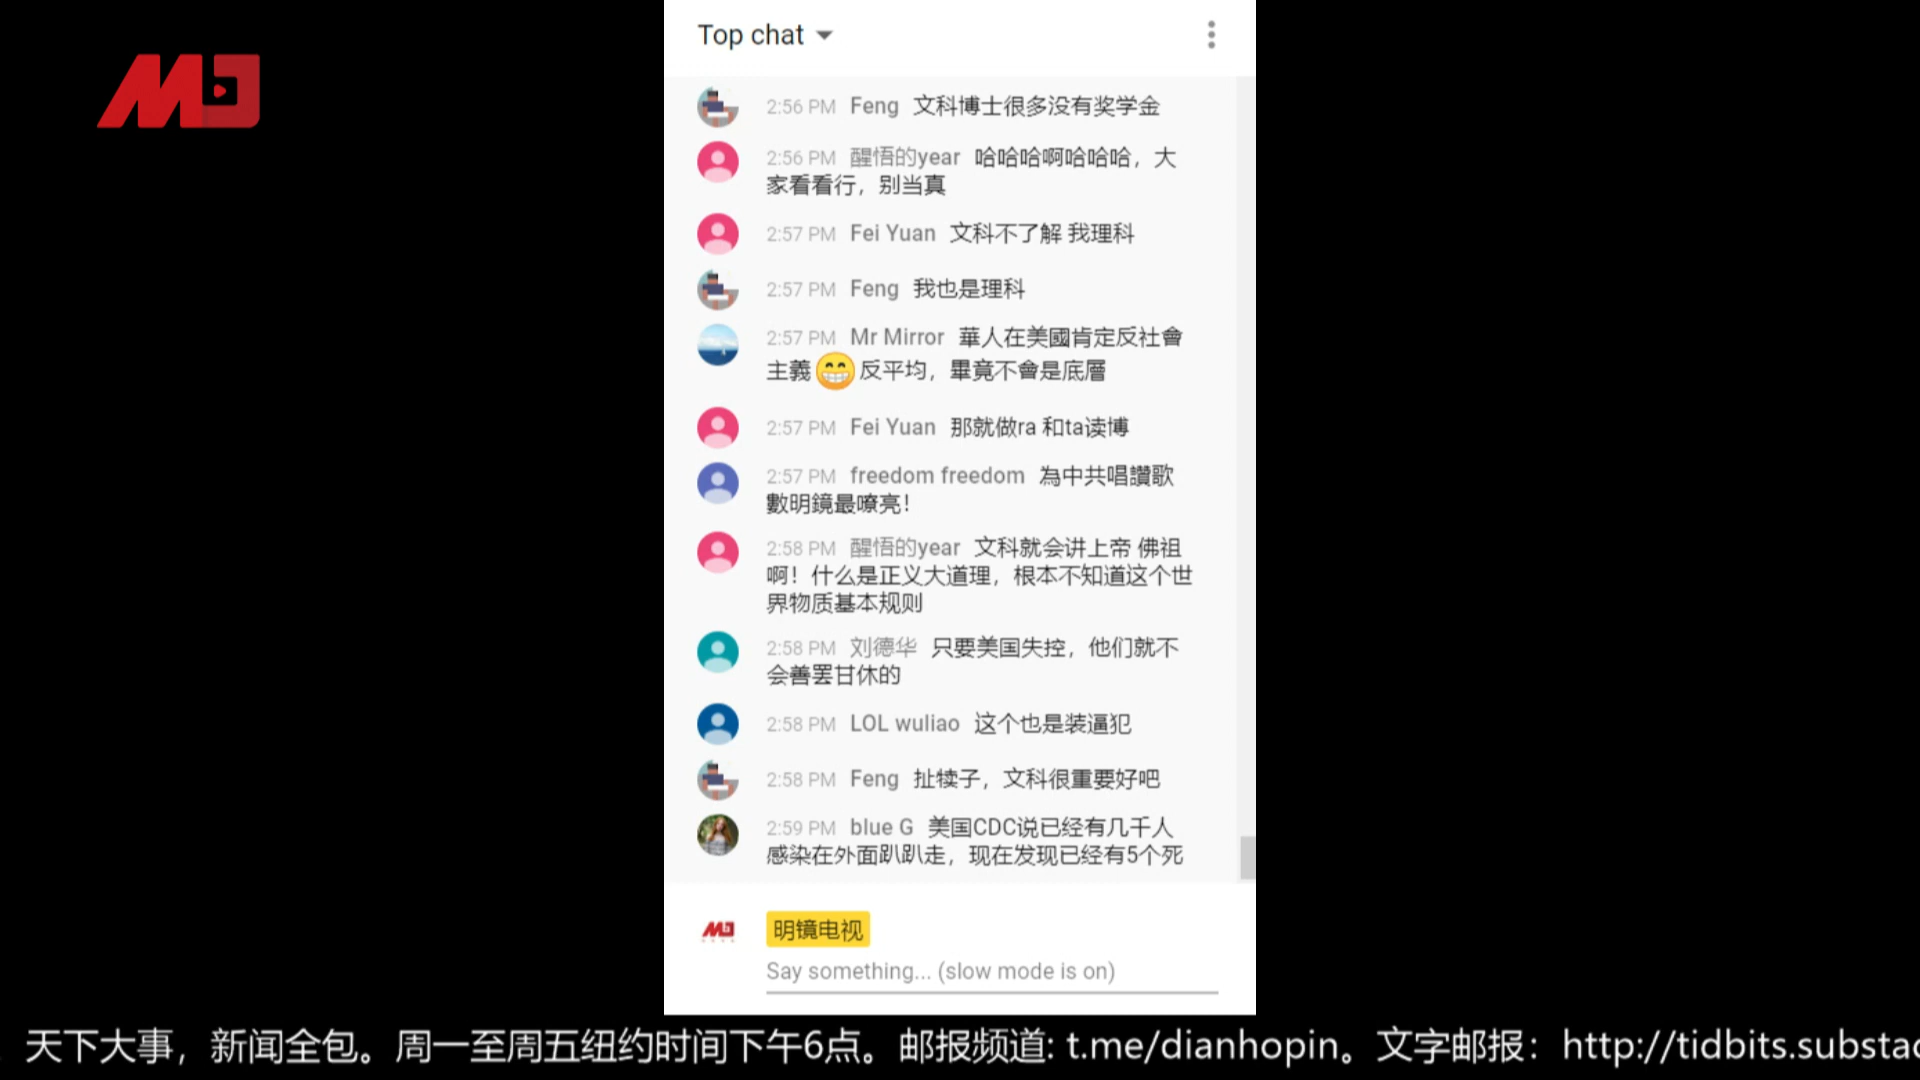 Top chat
2:56 PM Feng 文科博士很多没有奖学金
2:56 PM 醒悟的year 哈哈哈啊哈哈哈，大
家看看行，别当真
2:57 PM Fei Yuan 文科不了解 我理科
2:57 PM Feng 我也是理科
2:57 PM Mr Mirror 華人在美國肯定反社會
主義😁反平均，畢竟不會是底層
2:57 PM Fei Yuan 那就做ra 和ta读博
2:57 PM freedom freedom 為中共唱讚歌
數明鏡最嘹亮！
2:58 PM 醒悟的year 文科就会讲上帝 佛祖
啊！什么是正义大道理，根本不知道这个世
界物质基本规则
2:58 PM 刘德华 只要美国失控，他们就不
会善罢甘休的
2:58 PM LOL wuliao 这个也是装逼犯
2:58 PM Feng 扯犊子，文科很重要好吧
2:59 PM blue G 美国CDC说已经有几千人
感染在外面趴趴走，现在发现已经有5个死
明镜电视
Say something... (slow mode is on)
天下大事，新闻全包。周一至周五纽约时间下午6点。邮报频道: t.me/dianhopin。文字邮报：http://tidbits.substac